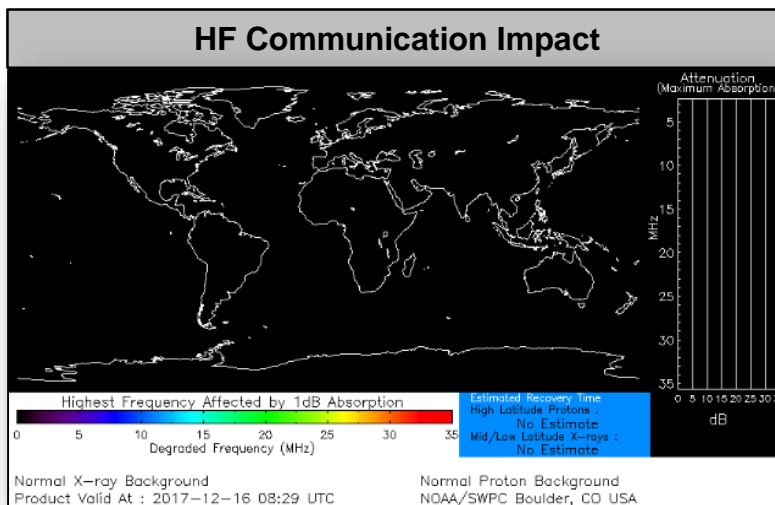 HF Communication Impact
Attenuation
(Maximum Absorption
5
10
15
20
25
30
35
MHz
0 5 10 15 20 25 30 3
dB
Highest Frequency Affected by 1dB Absorption
0 5 10 15 20 25 30 35
Degraded Frequency (MHz)
Estimated Recovery Time
High Latitude Protons :
No Estimate
Mid/Low Latitude X-rays :
No Estimate
Normal X-ray Background
Product Valid At : 2017-12-16 08:29 UTC
Normal Proton Background
NOAA/SWPC Boulder, CO USA